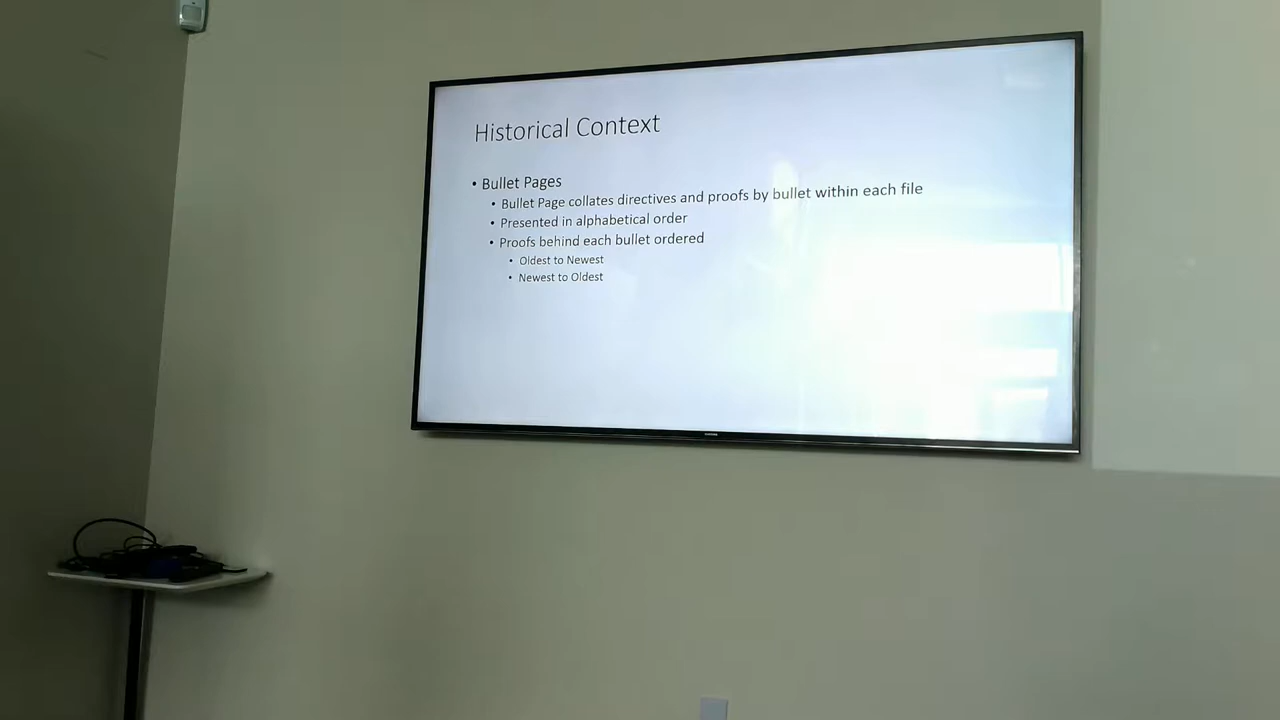 Historical Context
• Bullet Pages
• Bullet Page collates directives and proofs by bullet within each file
• Presented in alphabetical order
• Proofs behind each bullet ordered
• Oldest to Newest
• Newest to Oldest